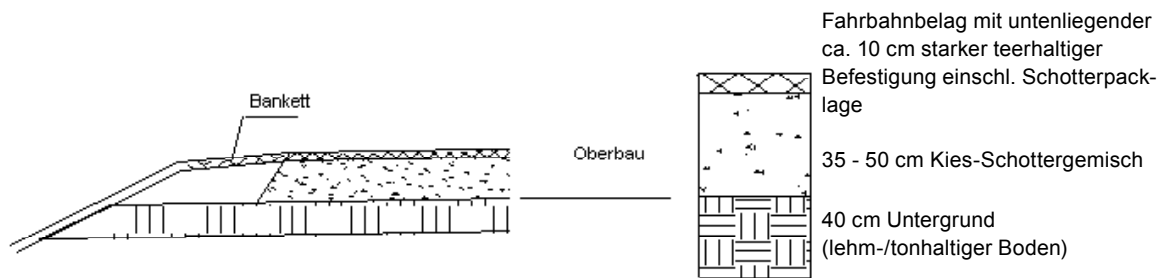 Bankett
Oberbau
Fahrbahnbelag mit untenliegender
ca. 10 cm starker teerhaltiger
Befestigung einschl. Schotterpack-
lage
35 - 50 cm Kies-Schottergemisch
40 cm Untergrund
(lehm-/tonhaltiger Boden)